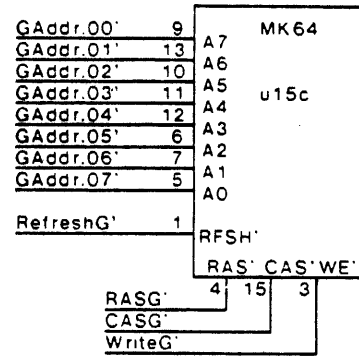 GAddr.00' 9 A7 MK64
GAddr.01' 13 A6
GAddr.02' 10 A5 u15c
GAddr.03' 11 A4
GAddr.04' 12 A3
GAddr.05' 6 A2
GAddr.06' 7 A1
GAddr.07' 5 A0
RefreshG' 1 RFSH'
RAS' CAS' WE'
4 15 3
RASG'
CASG'
WriteG'